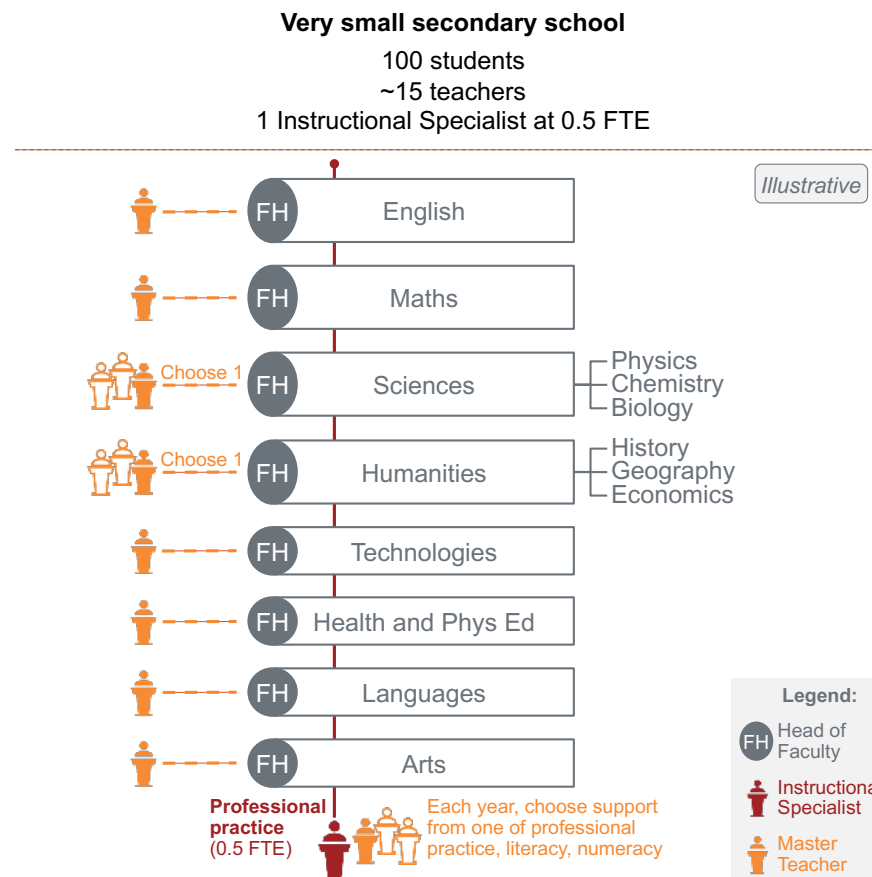 Very small secondary school
100 students
~15 teachers
1 Instructional Specialist at 0.5 FTE
Illustrative
FH English
FH Maths
Choose 1 FH Sciences
Physics
Chemistry
Biology
Choose 1 FH Humanities
History
Geography
Economics
FH Technologies
FH Health and Phys Ed
FH Languages
FH Arts
Professional
practice
(0.5 FTE)
Each year, choose support
from one of professional
practice, literacy, numeracy
Legend:
FH Head of
Faculty
Instructiona
Specialist
Master
Teacher